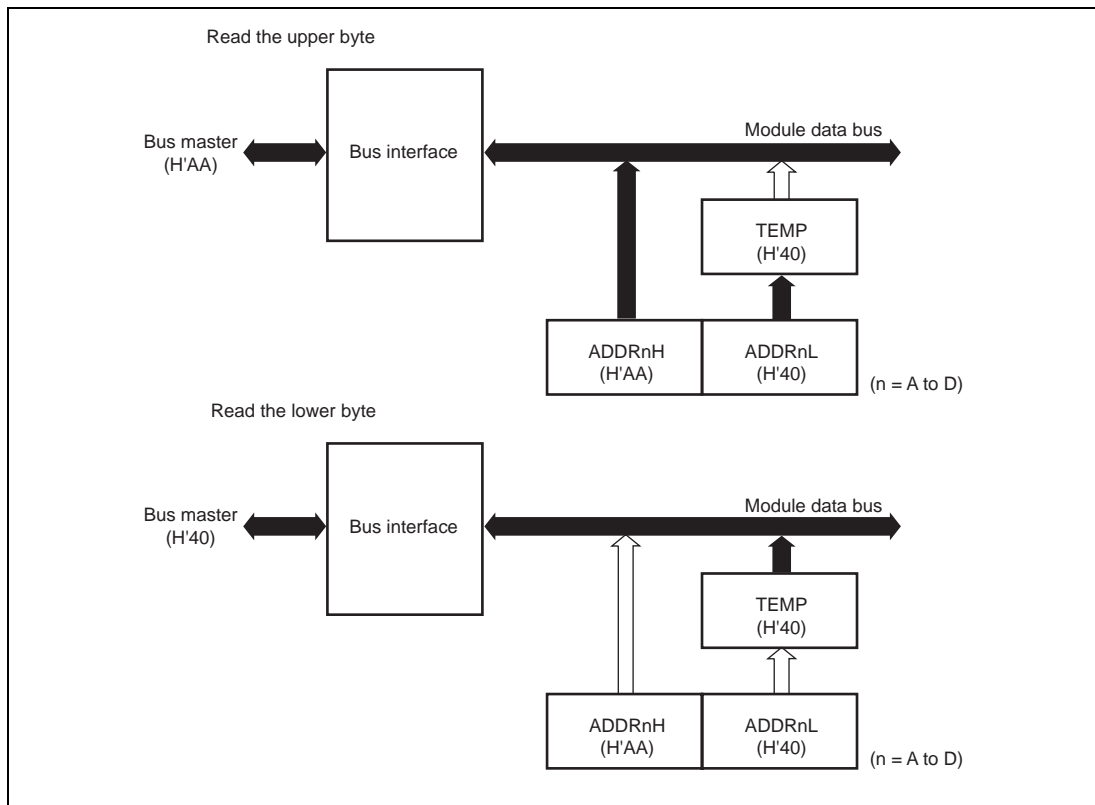 Read the upper byte
Bus master
(H'AA)
Bus interface
Module data bus
TEMP
(H'40)
ADDRnH
(H'AA)
ADDRnL
(H'40)
(n = A to D)
Read the lower byte
Bus master
(H'40)
Bus interface
Module data bus
TEMP
(H'40)
ADDRnH
(H'AA)
ADDRnL
(H'40)
(n = A to D)